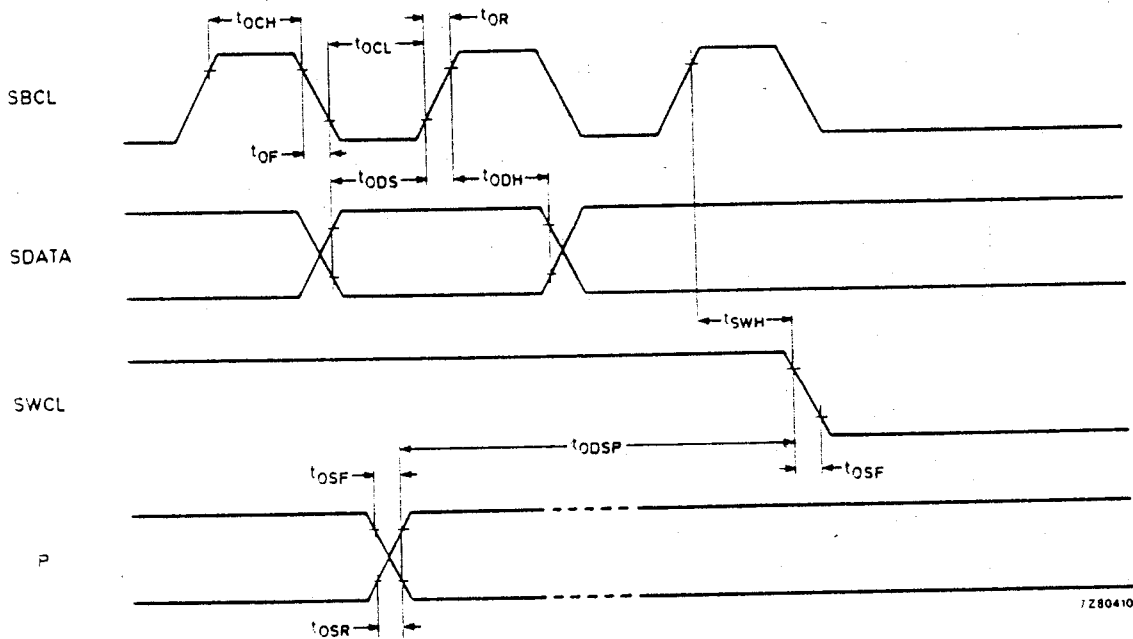 tOCH
tOR
tOCL
SBCL
tOF
tODS
tODH
SDATA
tSWH
SWCL
tODSP
tOSF
tOSF
P
tOSR
7Z80410